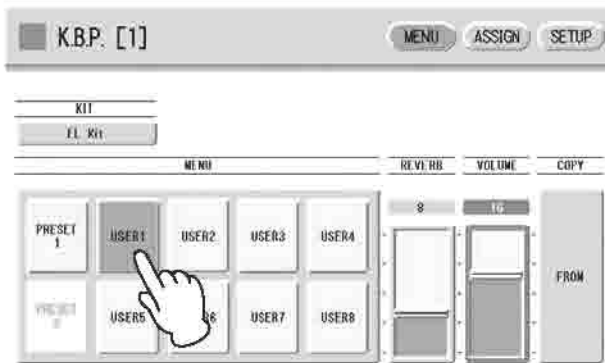 K.B.P. [1]
MENU ASSIGN SETUP
KIT
EL Kit
MENU REVERB VOLUME COPY
8 16
PRESET 1 USER1 USER2 USER3 USER4
FROM
PRESET USER5 6 USER7 USER8